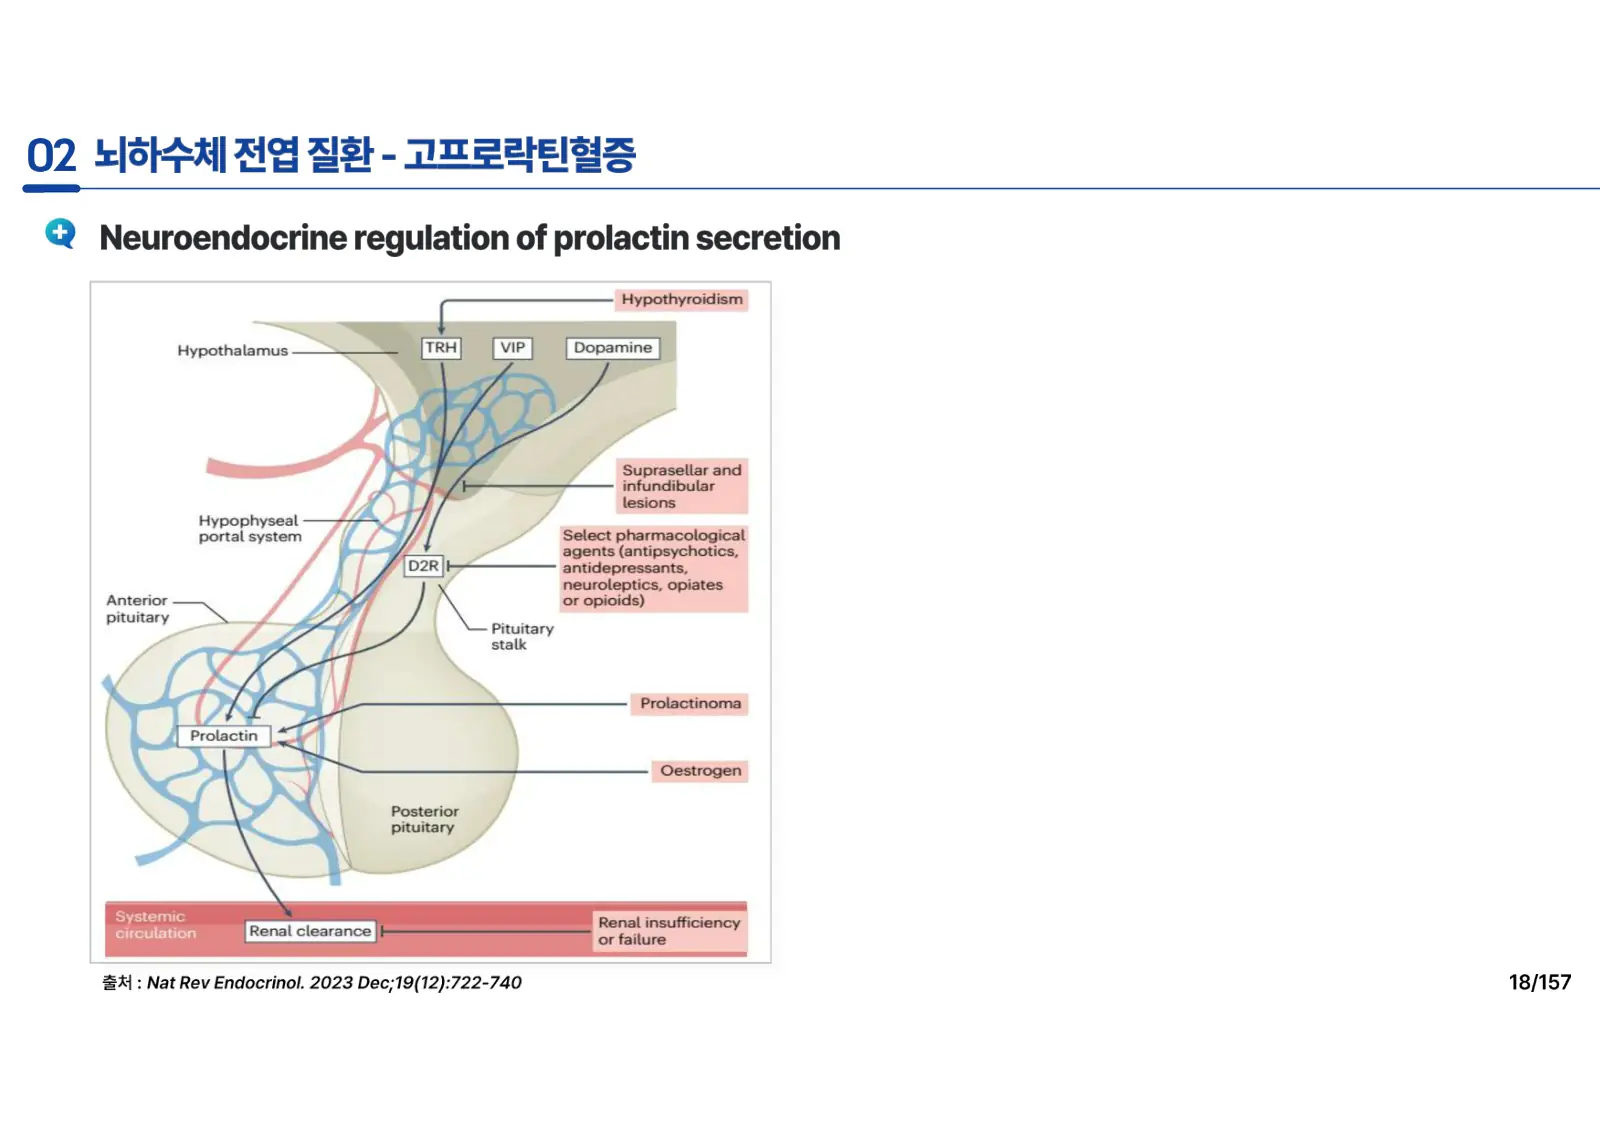 02 뇌하수체 전엽 질환 - 고프로락틴혈증
Neuroendocrine regulation of prolactin secretion
Hypothyroidism
Hypothalamus
TRH
VIP
Dopamine
Suprasellar and
infundibular
lesions
Hypophyseal
portal system
Select pharmacological
agents (antipsychotics,
antidepressants,
neuroleptics, opiates
or opioids)
D2R
Anterior
pituitary
Pituitary
stalk
Prolactinoma
Prolactin
Oestrogen
Posterior
pituitary
Systemic
circulation
Renal clearance
Renal insufficiency
or failure
출처 : Nat Rev Endocrinol. 2023 Dec;19(12):722-740
18/157